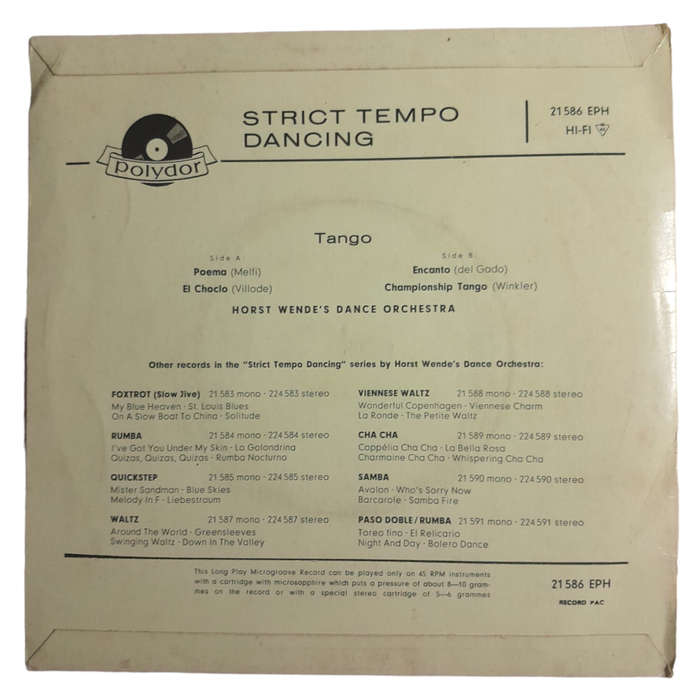 polydor
STRICT TEMPO
DANCING
21 586 EPH
HI-FI
Tango
Side A
Poema (Melfi)
El Choclo (Villode)
Side B
Encanto (del Gado)
Championship Tango (Winkler)
HORST WENDE'S DANCE ORCHESTRA
Other records in the "Strict Tempo Dancing" series by Horst Wende's Dance Orchestra:
FOXTROT (Slow Jive) 21 583 mono · 224 583 stereo
My Blue Heaven · St. Louis Blues
On A Slow Boat To China · Solitude
RUMBA 21 584 mono · 224 584 stereo
I've Got You Under My Skin · La Golondrina
Quizas, Quizas, Quizas · Rumba Nocturno
QUICKSTEP 21 585 mono · 224 585 stereo
Mister Sandman · Blue Skies
Melody In F · Liebestraum
WALTZ 21 587 mono · 224 587 stereo
Around The World · Greensleeves
Swinging Waltz · Down In The Valley
VIENNESE WALTZ 21 588 mono · 224 588 stereo
Wonderful Copenhagen · Viennese Charm
La Ronde · The Petite Waltz
CHA CHA 21 589 mono · 224 589 stereo
Coppélia Cha Cha · La Bella Rosa
Charmaine Cha Cha · Whispering Cha Cha
SAMBA 21 590 mono · 224 590 stereo
Avalon · Who's Sorry Now
Barcarole · Samba Fire
PASO DOBLE/RUMBA 21 591 mono · 224 591 stereo
Toreo fino · El Relicario
Night And Day · Bolero Dance
This Long Play Microgroove Record can be played only on 45 RPM instruments
with a cartridge with microsapphire which puts a pressure of about 8—10 gram-
mes on the record or with a special stereo cartridge of 5—6 grammes
21 586 EPH
RECORD PAC